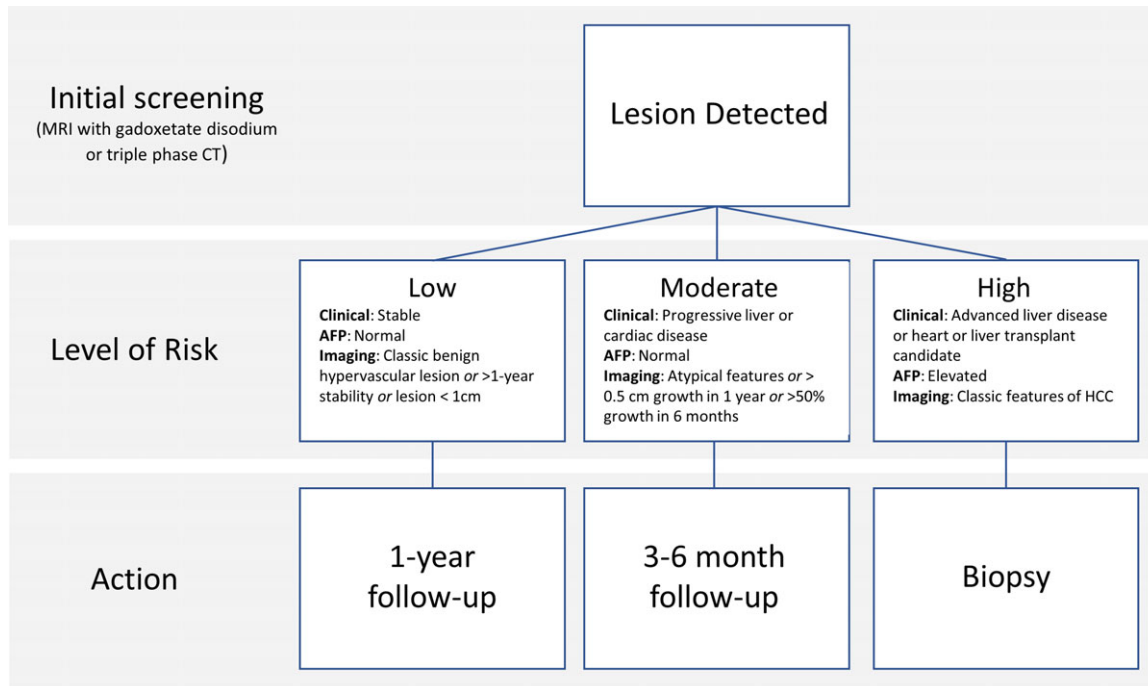 Initial screening
(MRI with gadoxetate disodium
or triple phase CT)
Lesion Detected
Level of Risk
Low
Clinical: Stable
AFP: Normal
Imaging: Classic benign
hypervascular lesion or >1-year
stability or lesion < 1cm
Moderate
Clinical: Progressive liver or
cardiac disease
AFP: Normal
Imaging: Atypical features or >
0.5 cm growth in 1 year or >50%
growth in 6 months
High
Clinical: Advanced liver disease
or heart or liver transplant
candidate
AFP: Elevated
Imaging: Classic features of HCC
Action
1-year
follow-up
3-6 month
follow-up
Biopsy